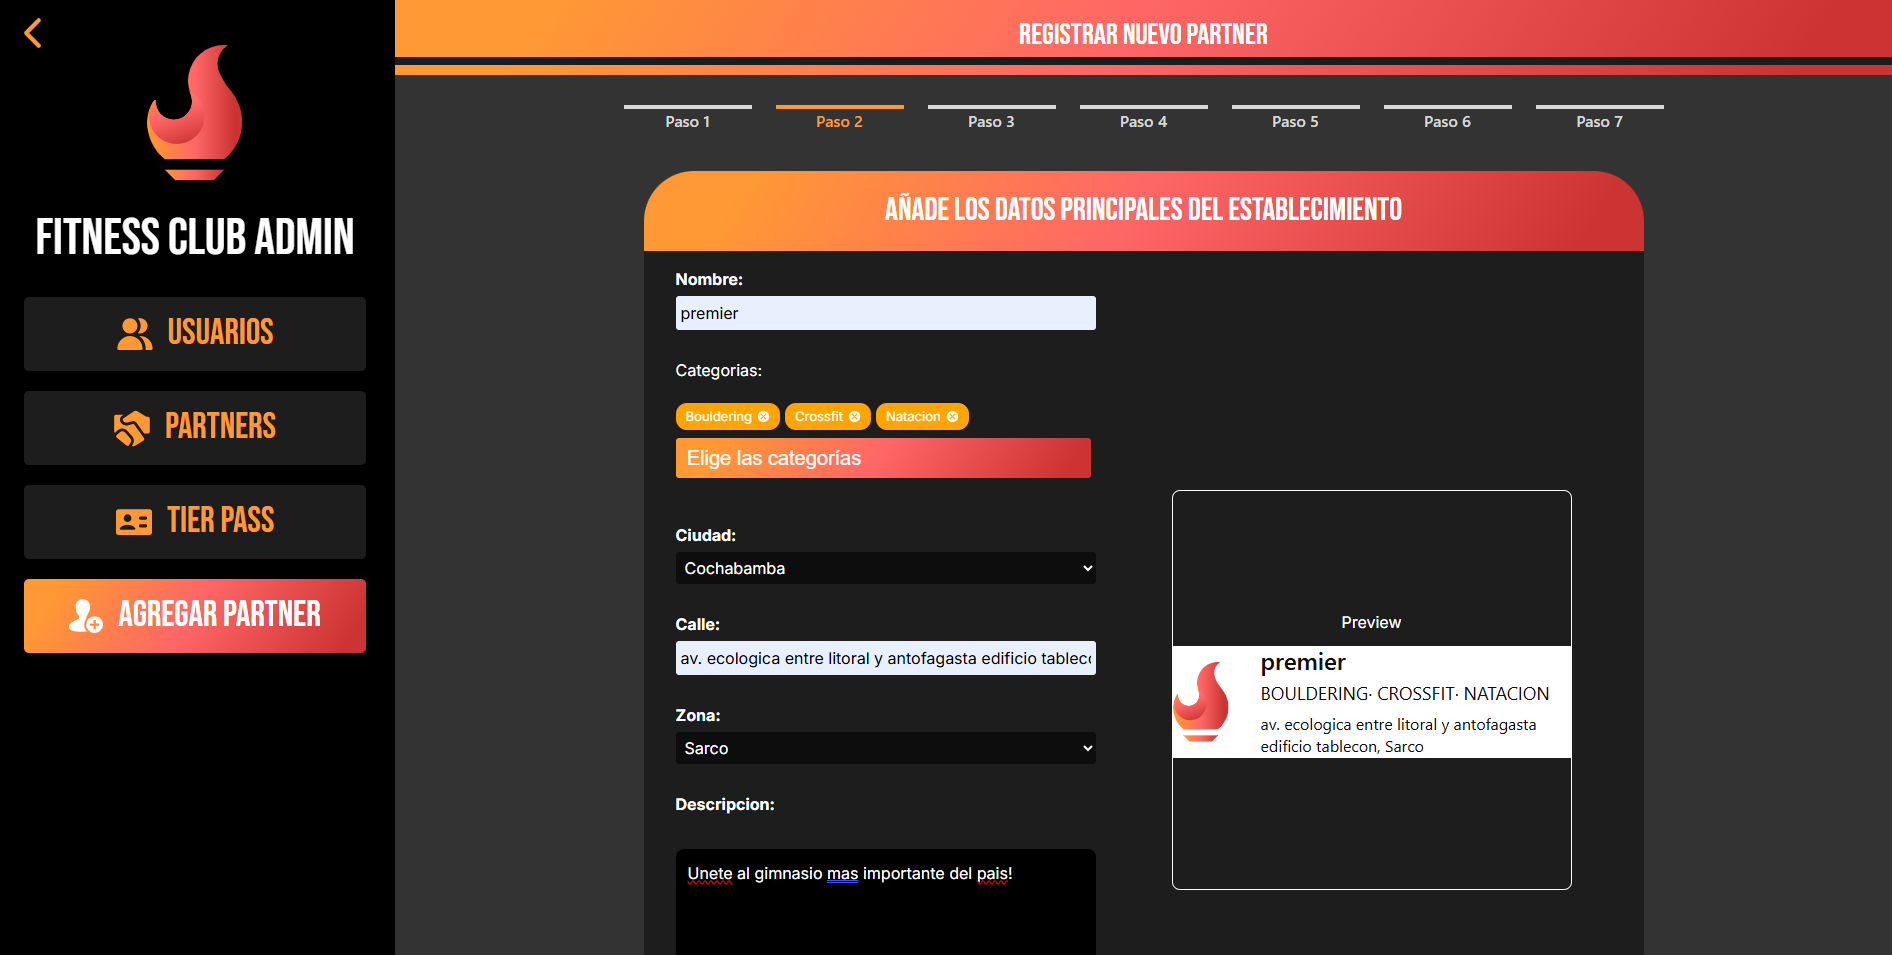 FITNESS CLUB ADMIN
USUARIOS
PARTNERS
TIER PASS
AGREGAR PARTNER
REGISTRAR NUEVO PARTNER
Paso 1
Paso 2
Paso 3
Paso 4
Paso 5
Paso 6
Paso 7
AÑADE LOS DATOS PRINCIPALES DEL ESTABLECIMIENTO
Nombre:
premier
Categorias:
Bouldering
Crossfit
Natacion
Elige las categorías
Ciudad:
Cochabamba
Calle:
av. ecologica entre litoral y antofagasta edificio tablec
Zona:
Sarco
Descripcion:
Unete al gimnasio mas importante del pais!
Preview
premier
BOULDERING· CROSSFIT· NATACION
av. ecologica entre litoral y antofagasta
edificio tablecon, Sarco